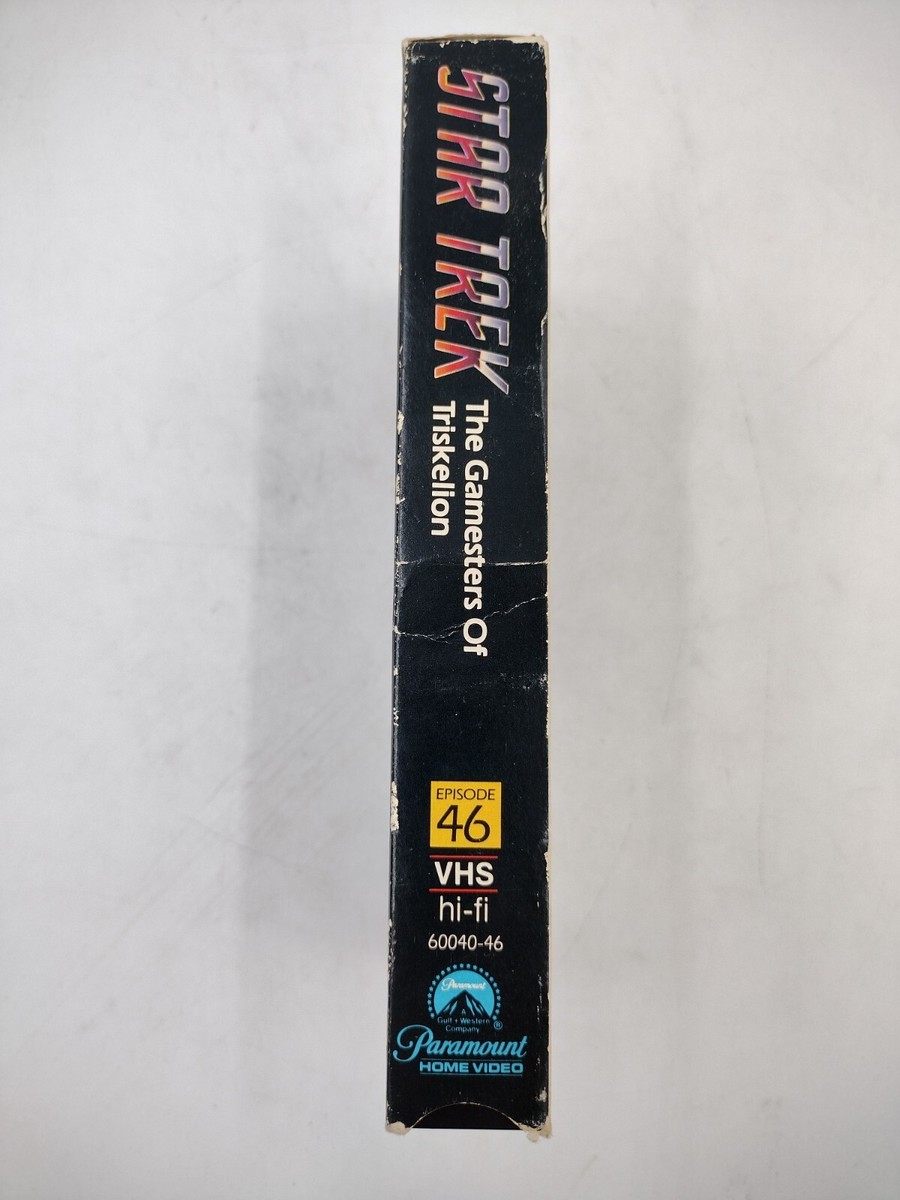 STAR TREK
The Gamesters Of
Triskelion
EPISODE
46
VHS
hi-fi
60040-46
Paramount
A
Gulf + Western
Company
®
Paramount
HOME VIDEO